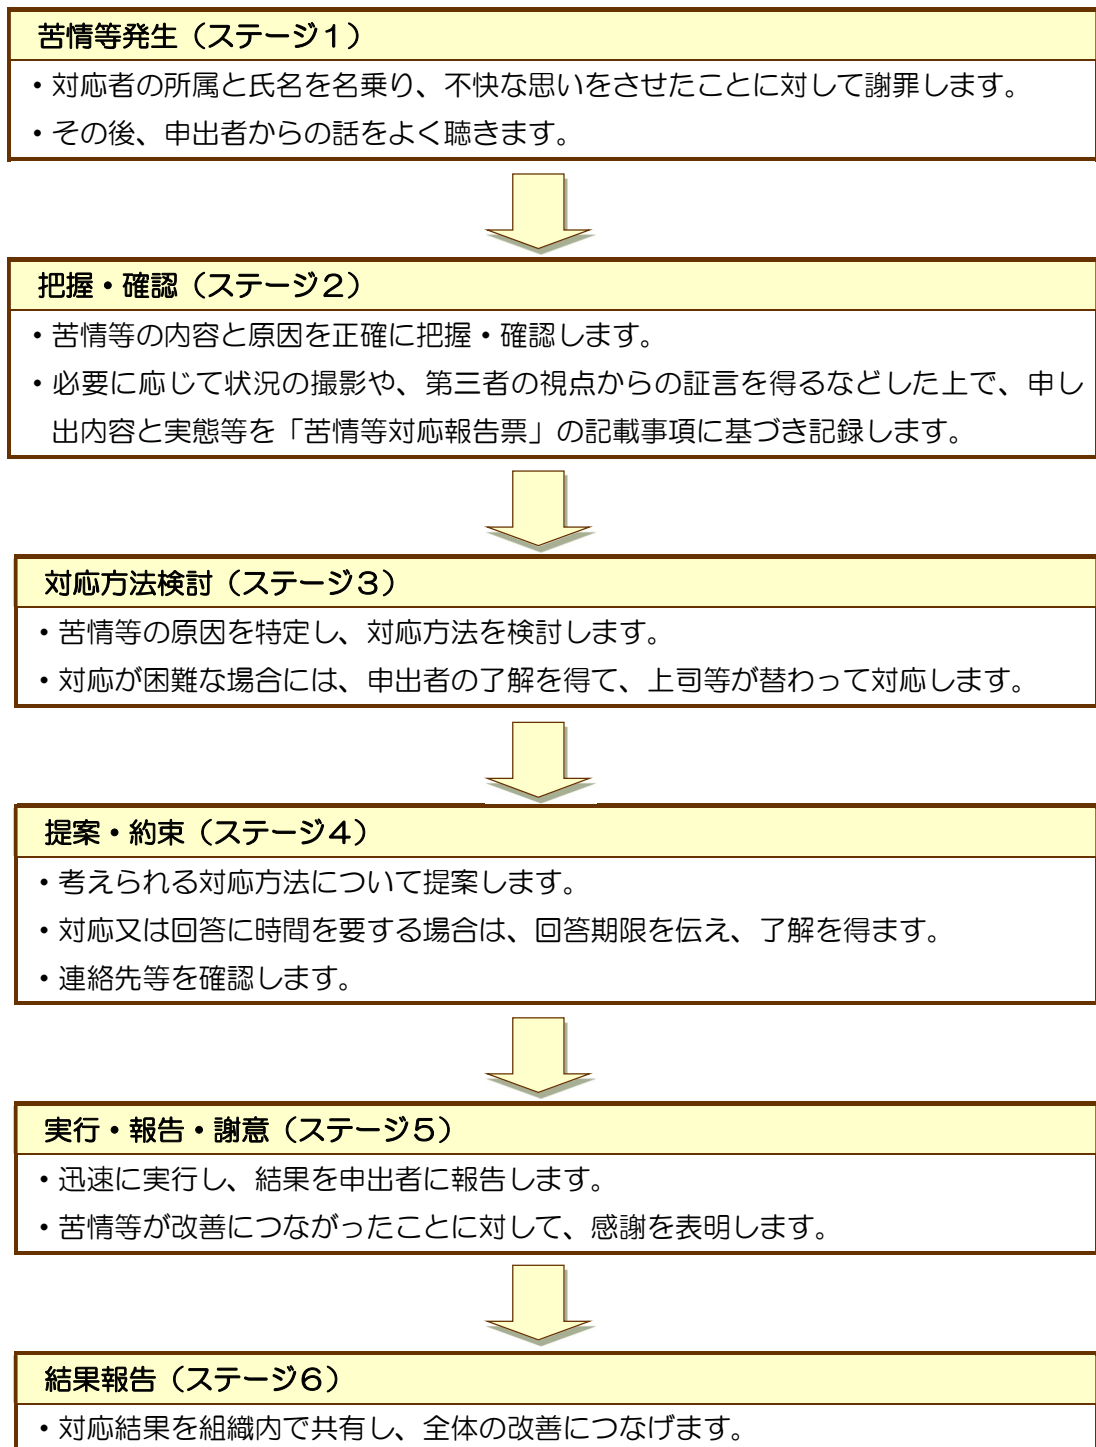 苦情等発生（ステージ１）
・対応者の所属と氏名を名乗り、不快な思いをさせたことに対して謝罪します。
・その後、申出者からの話をよく聴きます。
把握・確認（ステージ２）
・苦情等の内容と原因を正確に把握・確認します。
・必要に応じて状況の撮影や、第三者の視点からの証言を得るなどした上で、申し
出内容と実態等を「苦情等対応報告票」の記載事項に基づき記録します。
対応方法検討（ステージ３）
・苦情等の原因を特定し、対応方法を検討します。
・対応が困難な場合には、申出者の了解を得て、上司等が替わって対応します。
提案・約束（ステージ４）
・考えられる対応方法について提案します。
・対応又は回答に時間を要する場合は、回答期限を伝え、了解を得ます。
・連絡先等を確認します。
実行・報告・謝意（ステージ５）
・迅速に実行し、結果を申出者に報告します。
・苦情等が改善につながったことに対して、感謝を表明します。
結果報告（ステージ６）
・対応結果を組織内で共有し、全体の改善につなげます。